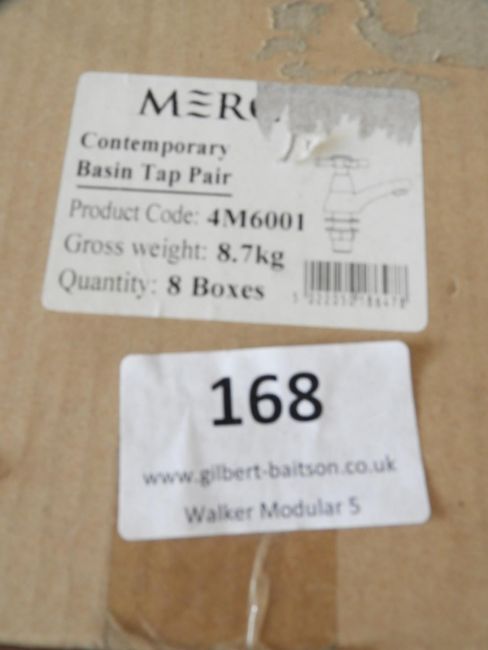 Contemporary
Basin Tap Pair
Product Code: 4M6001
Gross weight: 8.7kg
Quantity: 8 Boxes
168
www.gilbert-baitson.co.uk
Walker Modular 5